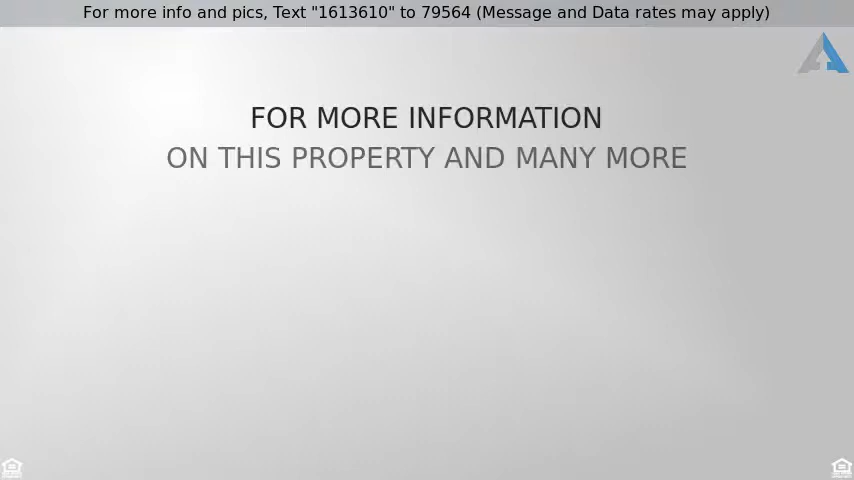 For more info and pics, Text "1613610" to 79564 (Message and Data rates may apply)
FOR MORE INFORMATION
ON THIS PROPERTY AND MANY MORE